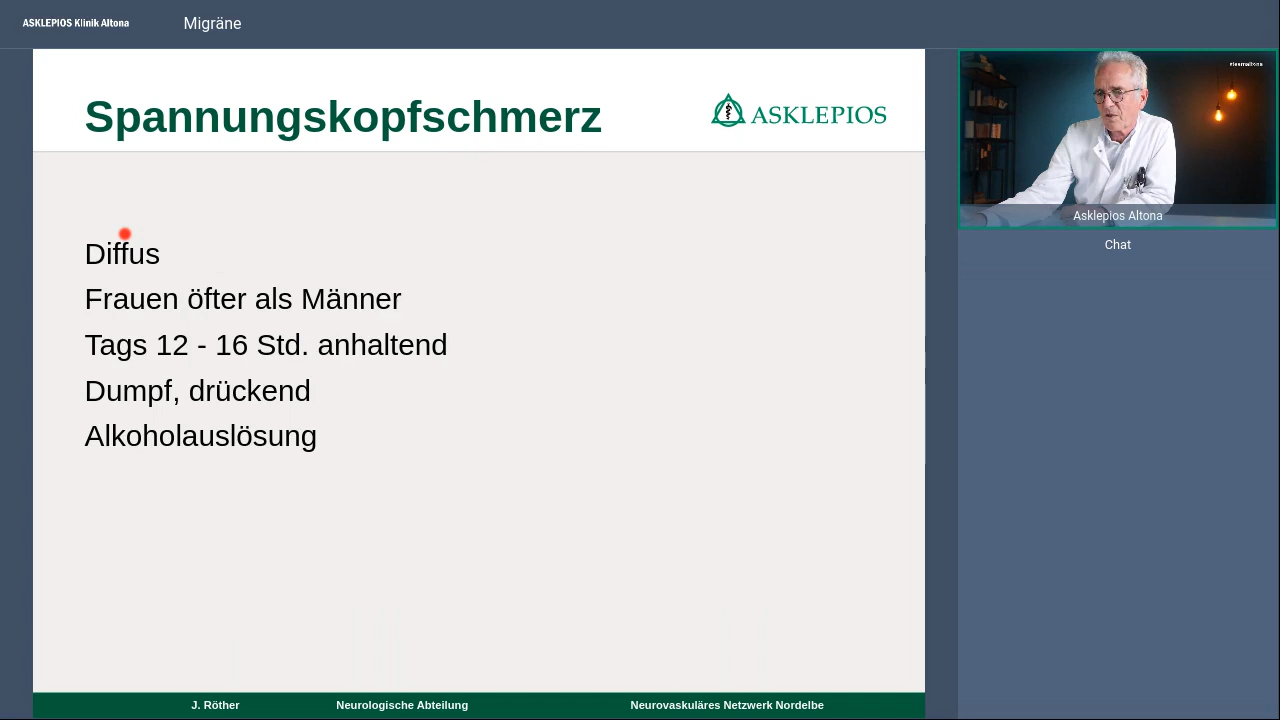 ASKLEPIOS Klinik Altona
Migräne
Spannungskopfschmerz
ASKLEPIOS
Diffus
Frauen öfter als Männer
Tags 12 - 16 Std. anhaltend
Dumpf, drückend
Alkoholauslösung
J. Röther
Neurologische Abteilung
Neurovaskuläres Netzwerk Nordelbe
#teamaltona
Asklepios Altona
Chat